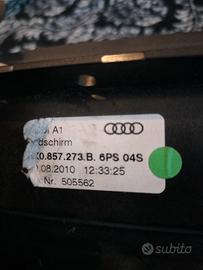 A1
dschirm
0.857.273.B. 6PS 04S
.08.2010 12:33:25
Nr. 505562
subito